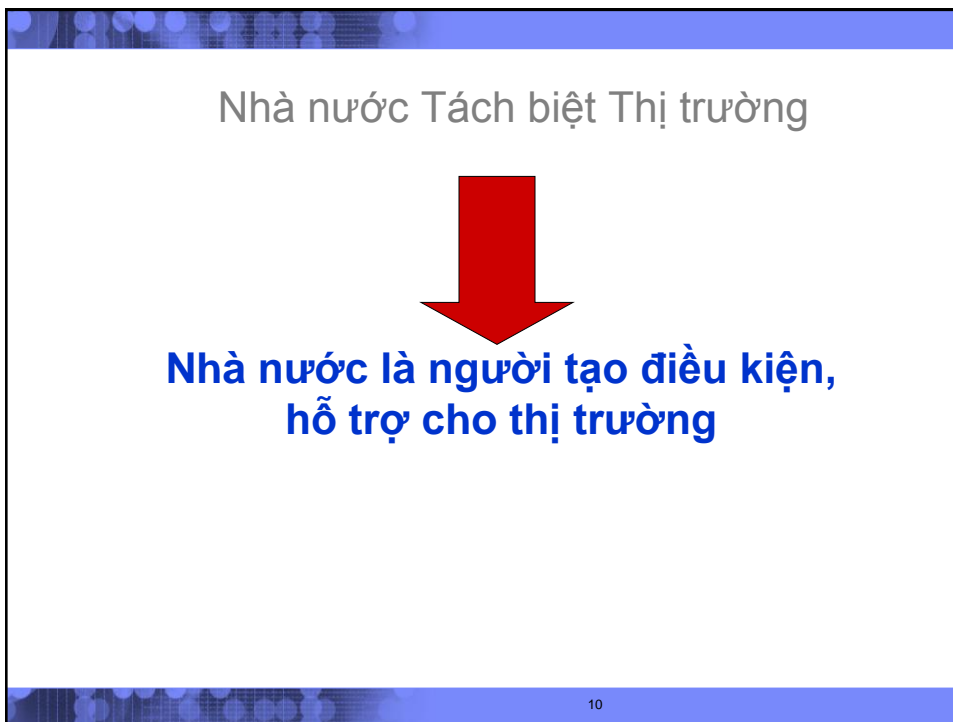 Nhà nước Tách biệt Thị trường
Nhà nước là người tạo điều kiện,
hỗ trợ cho thị trường
10